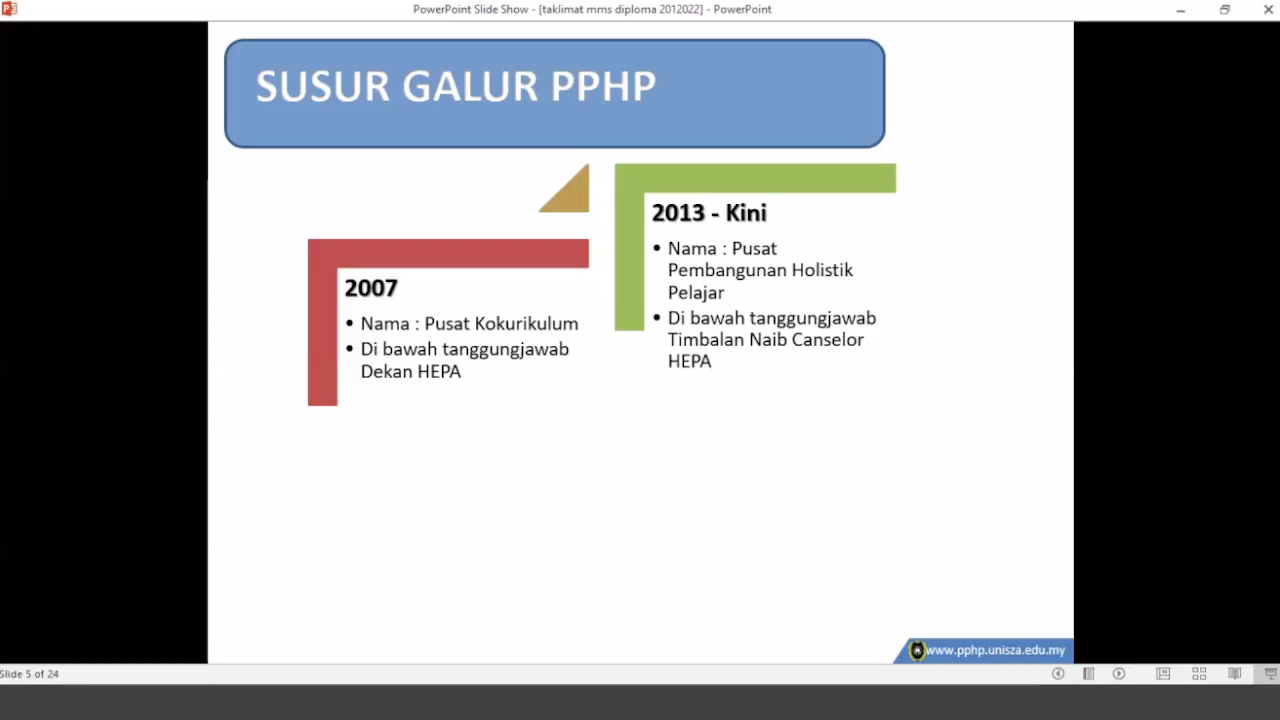 PowerPoint Slide Show - [taklimat mms diploma 2012022] - PowerPoint
SUSUR GALUR PPHP
2007
• Nama : Pusat Kokurikulum
• Di bawah tanggungjawab
Dekan HEPA
2013 - Kini
• Nama : Pusat
Pembangunan Holistik
Pelajar
• Di bawah tanggungjawab
Timbalan Naib Canselor
HEPA
www.pphp.unisza.edu.my
Slide 5 of 24